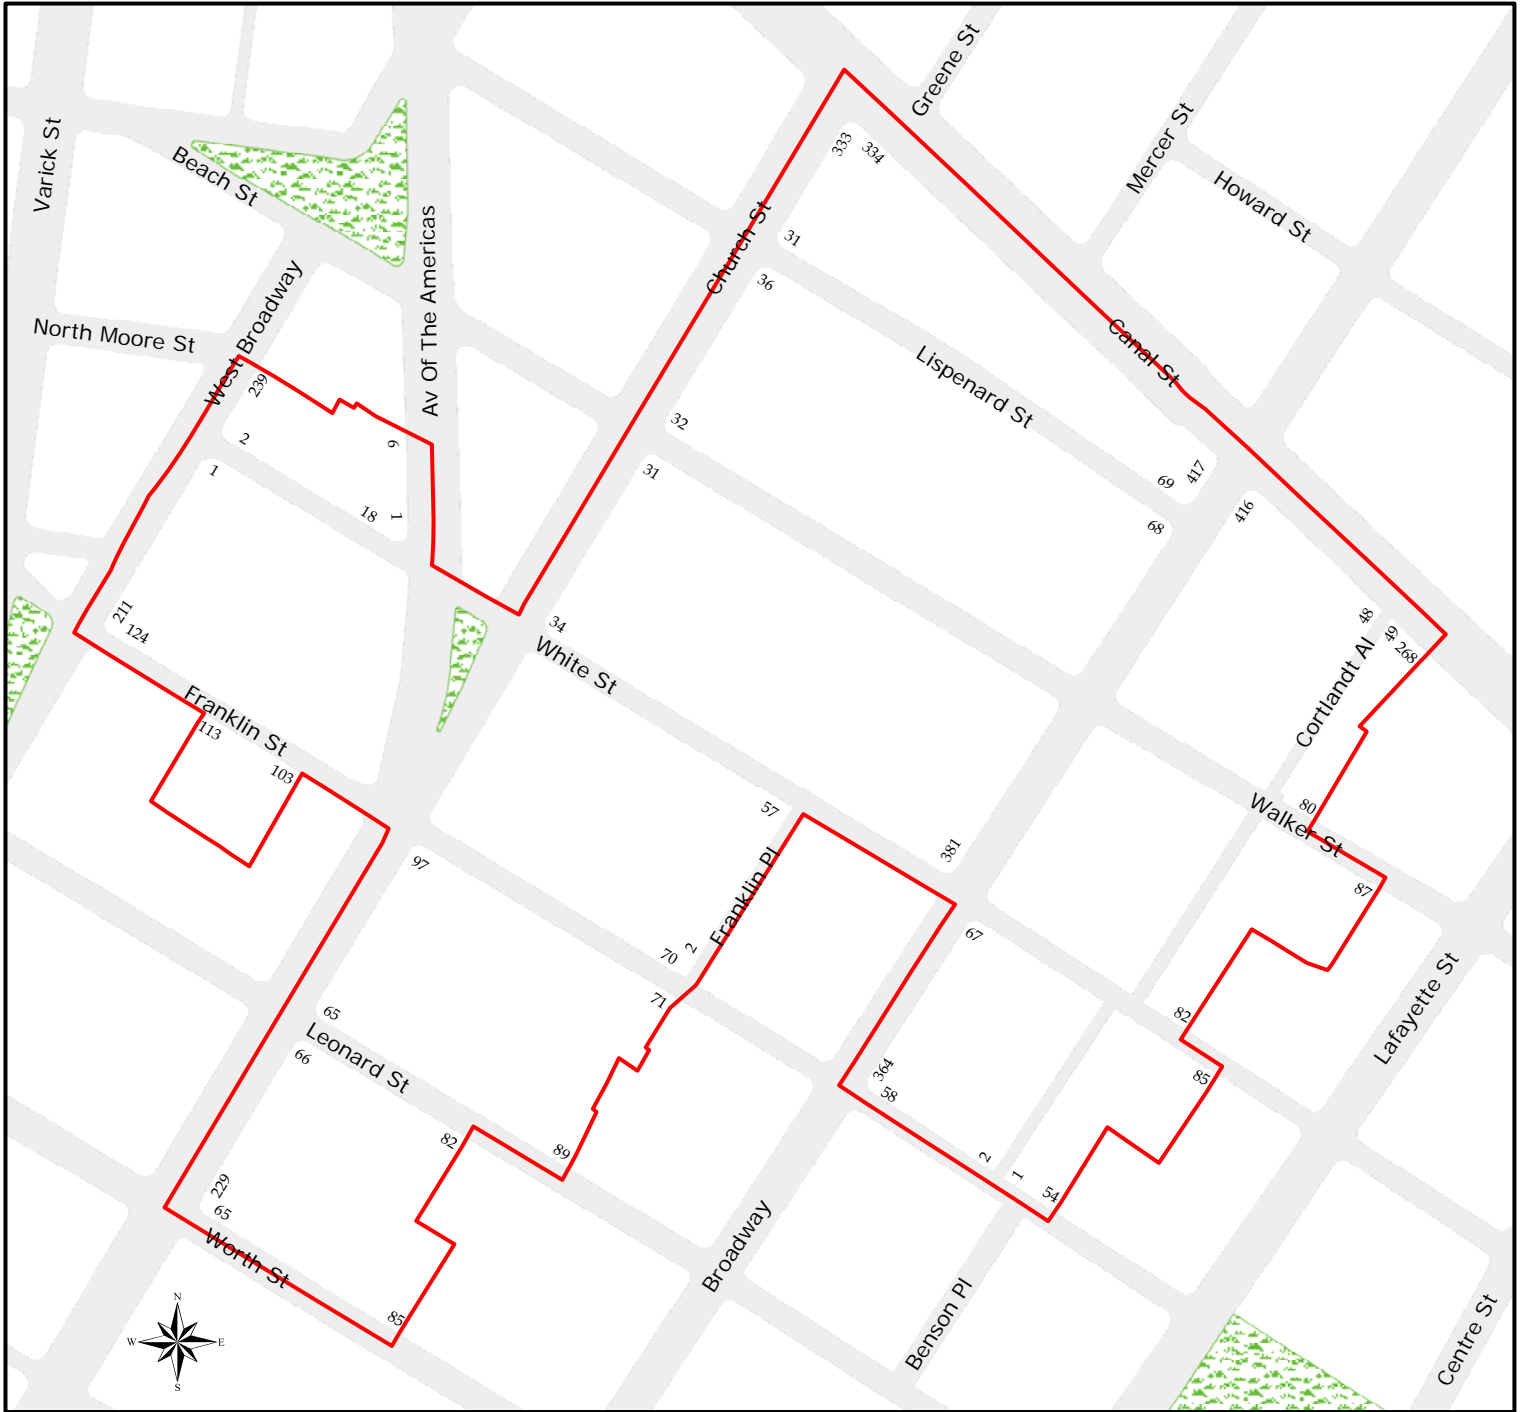 Greene St
Mercer St
Varick St
Beach St
Howard St
333
334
Church St
31
36
Av Of The Americas
West Broadway
North Moore St
Canal St
Lispenard St
239
2
6
1
18
1
32
31
69
417
68
416
211
124
34
White St
48
49
268
Cortlandt Al
Franklin St
113
103
57
80
Walker St
381
87
97
Franklin Pl
2
70
71
67
82
Lafayette St
65
Leonard St
66
364
58
85
82
89
2
1
54
229
65
Worth St
85
Broadway
Benson Pl
Centre St
N
W
E
S